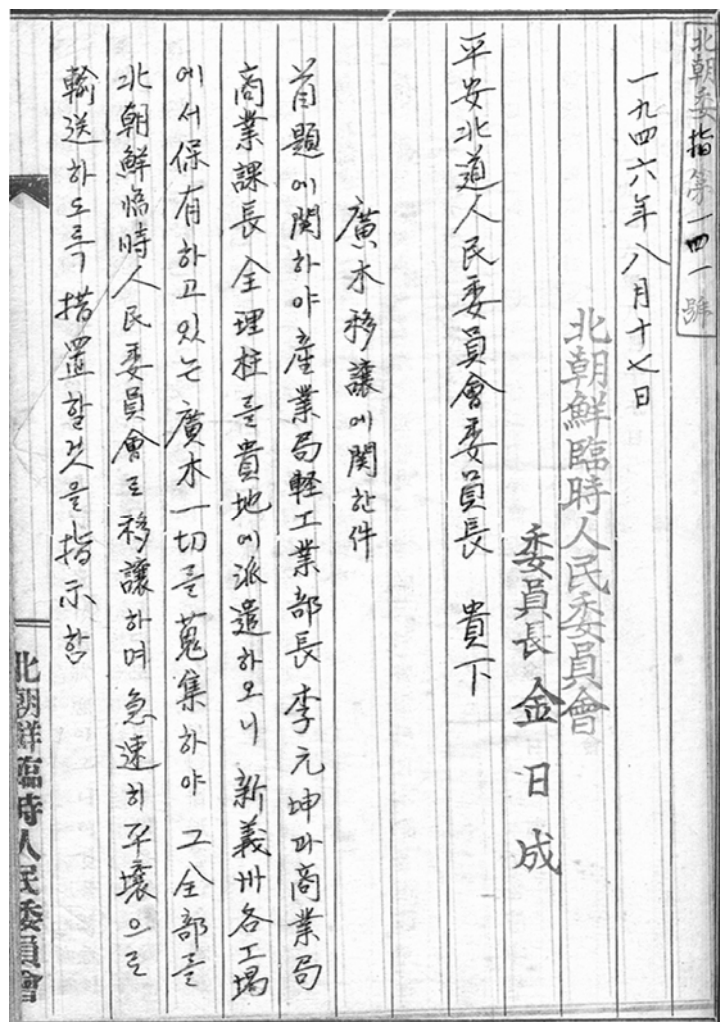 北朝委指第一四一號
一九四六年八月十七日
北朝鮮臨時人民委員會
委員長 金日成
平安北道人民委員會委員長 貴下
廣木移讓에関한件
首題에関하야産業局軽工業部長 李元坤과商業局
商業課長 全理柱를貴地에派遣하오니 新義州各工場
에서保有하고있는廣木一切를蒐集하야 그全部를
北朝鮮臨時人民委員會로移讓하며急速히平壤으로
輸送하도록措置할것을指示함
北朝鮮臨時人民委員會